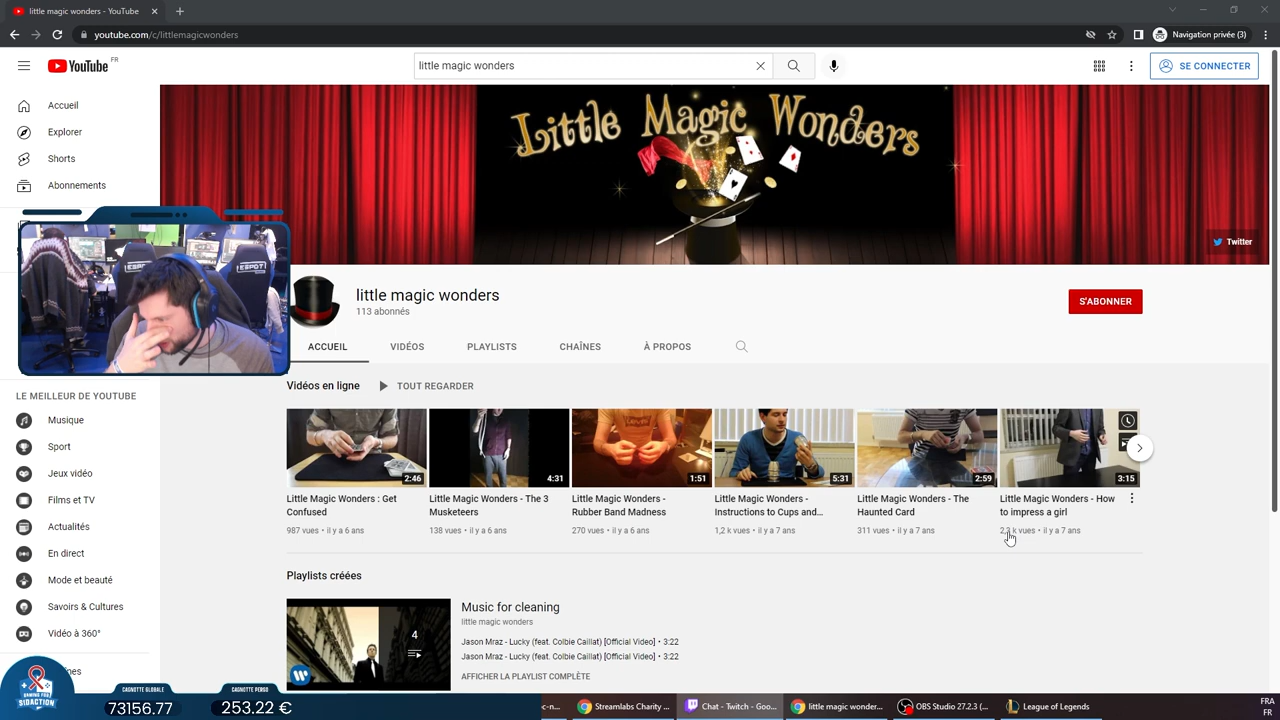 little magic wonders - YouTube
youtube.com/c/littlemagicwonders
Navigation privée (3)
YouTube FR
little magic wonders
SE CONNECTER
Accueil
Explorer
Shorts
Abonnements
Little Magic Wonders
Twitter
ESPOT
ESPOT
little magic wonders
113 abonnés
S'ABONNER
ACCUEIL
VIDÉOS
PLAYLISTS
CHAÎNES
À PROPOS
LE MEILLEUR DE YOUTUBE
Musique
Sport
Jeux vidéo
Films et TV
Actualités
En direct
Mode et beauté
Savoirs & Cultures
Vidéo à 360°
Vidéos en ligne
TOUT REGARDER
2:46
4:31
1:51
5:31
2:59
3:15
Little Magic Wonders : Get
Confused
987 vues • il y a 6 ans
Little Magic Wonders - The 3
Musketeers
138 vues • il y a 6 ans
Little Magic Wonders -
Rubber Band Madness
270 vues • il y a 6 ans
Little Magic Wonders -
Instructions to Cups and...
1,2 k vues • il y a 7 ans
Little Magic Wonders - The
Haunted Card
311 vues • il y a 7 ans
Little Magic Wonders - How
to impress a girl
k vues • il y a 7 ans
Playlists créées
4
Music for cleaning
little magic wonders
Jason Mraz - Lucky (feat. Colbie Caillat) [Official Video] • 3:22
Jason Mraz - Lucky (feat. Colbie Caillat) [Official Video] • 3:22
AFFICHER LA PLAYLIST COMPLÈTE
GAMING FOR
SIDACTION
CAGNOTTE GLOBALE
73156.77
CAGNOTTE PERSO
253.22 €
Streamlabs Charity ...
Chat - Twitch - Goo...
little magic wonder...
OBS Studio 27.2.3 (...
League of Legends
FRA
FR